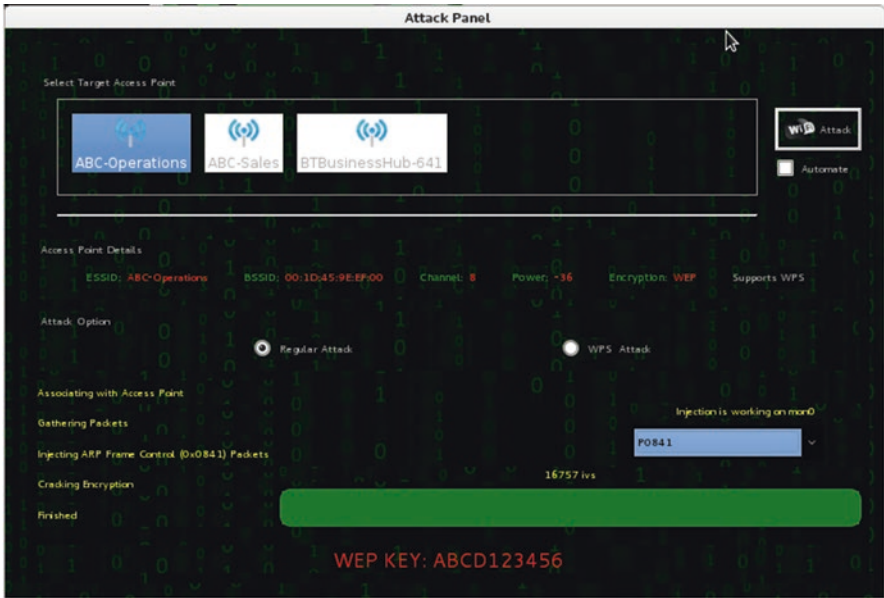 Attack Panel
Select Target Access Point
ABC-Operations
ABC-Sales
BTBusinessHub-641
WiFi Attack
Automate
Access Point Details
ESSID: ABC-Operations BSSID: 00:1D:45:9E:EF:00 Channel: 8 Power: -36 Encryption: WEP Supports WPS
Attack Option
Regular Attack
WPS Attack
Associating with Access Point
Injection is working on mon0
Gathering Packets
P0841
Injecting ARP Frame Control (0x0841) Packets
16757 ivs
Cracking Encryption
Finished
WEP KEY: ABCD123456